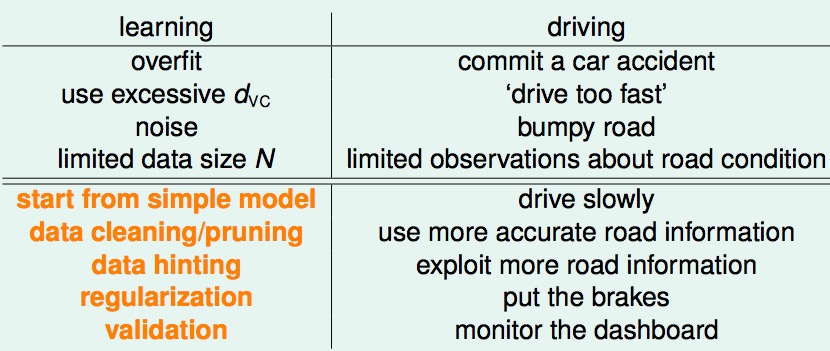 learning driving
overfit commit a car accident
use excessive dVC ‘drive too fast’
noise bumpy road
limited data size N limited observations about road condition
start from simple model drive slowly
data cleaning/pruning use more accurate road information
data hinting exploit more road information
regularization put the brakes
validation monitor the dashboard